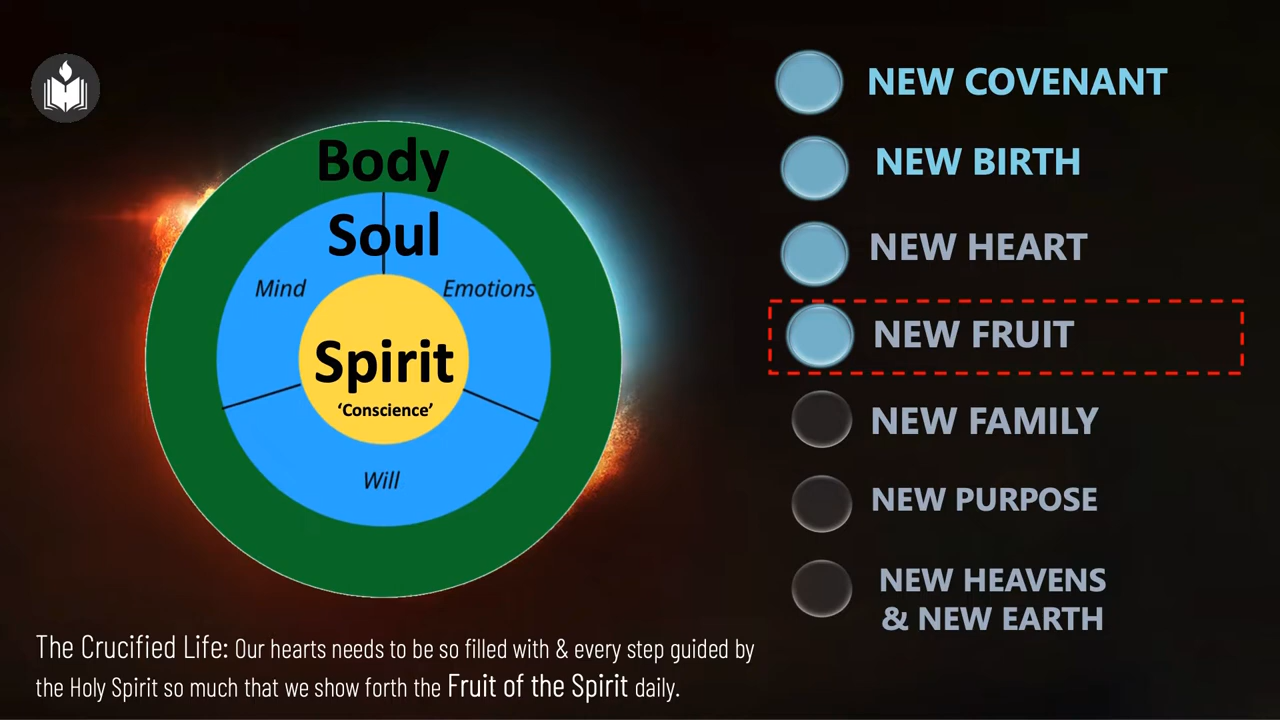 Body
Soul
Mind
Emotions
Spirit
‘Conscience’
Will
NEW COVENANT
NEW BIRTH
NEW HEART
NEW FRUIT
NEW FAMILY
NEW PURPOSE
NEW HEAVENS
& NEW EARTH
The Crucified Life: Our hearts needs to be so filled with & every step guided by
the Holy Spirit so much that we show forth the Fruit of the Spirit daily.